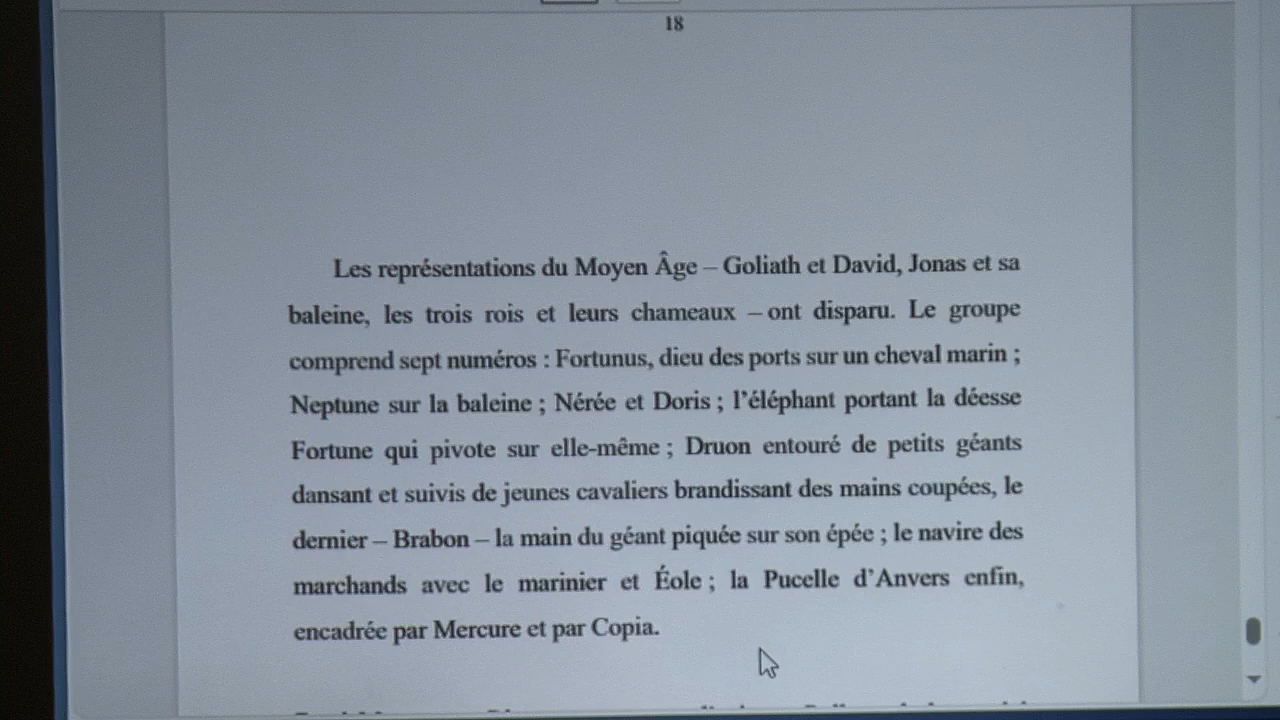 18
Les représentations du Moyen Âge – Goliath et David, Jonas et sa
baleine, les trois rois et leurs chameaux – ont disparu. Le groupe
comprend sept numéros : Fortunus, dieu des ports sur un cheval marin ;
Neptune sur la baleine ; Nérée et Doris ; l’éléphant portant la déesse
Fortune qui pivote sur elle-même ; Druon entouré de petits géants
dansant et suivis de jeunes cavaliers brandissant des mains coupées, le
dernier – Brabon – la main du géant piquée sur son épée ; le navire des
marchands avec le marinier et Éole ; la Pucelle d’Anvers enfin,
encadrée par Mercure et par Copia.